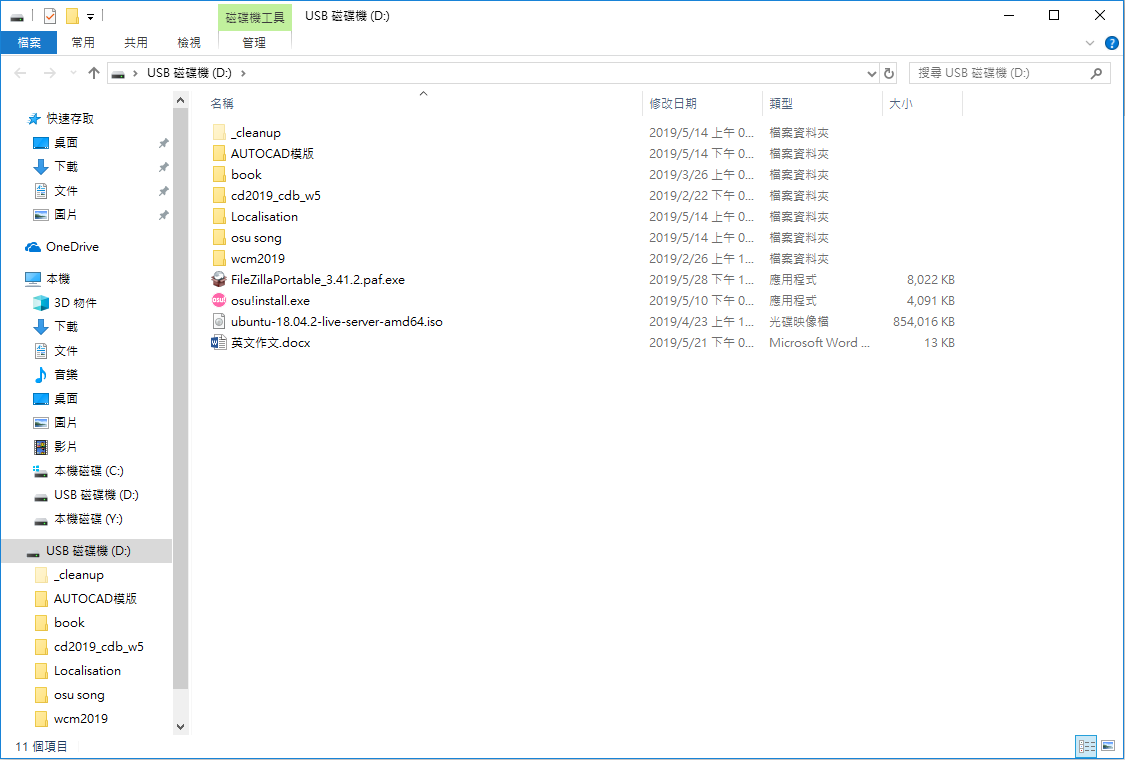 磁碟機工具 USB 磁碟機 (D:)
檔案 常用 共用 檢視 管理
USB 磁碟機 (D:) 搜尋 USB 磁碟機 (D:)
名稱 修改日期 類型 大小
_cleanup 2019/5/14 上午 0... 檔案資料夾
AUTOCAD模版 2019/5/14 下午 0... 檔案資料夾
book 2019/3/26 上午 0... 檔案資料夾
cd2019_cdb_w5 2019/2/22 下午 0... 檔案資料夾
Localisation 2019/5/14 上午 0... 檔案資料夾
osu song 2019/5/14 上午 0... 檔案資料夾
wcm2019 2019/2/26 上午 1... 檔案資料夾
FileZillaPortable_3.41.2.paf.exe 2019/5/28 下午 1... 應用程式 8,022 KB
osu!install.exe 2019/5/10 下午 0... 應用程式 4,091 KB
ubuntu-18.04.2-live-server-amd64.iso 2019/4/23 上午 1... 光碟映像檔 854,016 KB
英文作文.docx 2019/5/21 下午 0... Microsoft Word ... 13 KB
快速存取
桌面
下載
文件
圖片
OneDrive
本機
3D 物件
下載
文件
音樂
桌面
圖片
影片
本機磁碟 (C:)
USB 磁碟機 (D:)
本機磁碟 (Y:)
USB 磁碟機 (D:)
_cleanup
AUTOCAD模版
book
cd2019_cdb_w5
Localisation
osu song
wcm2019
11 個項目